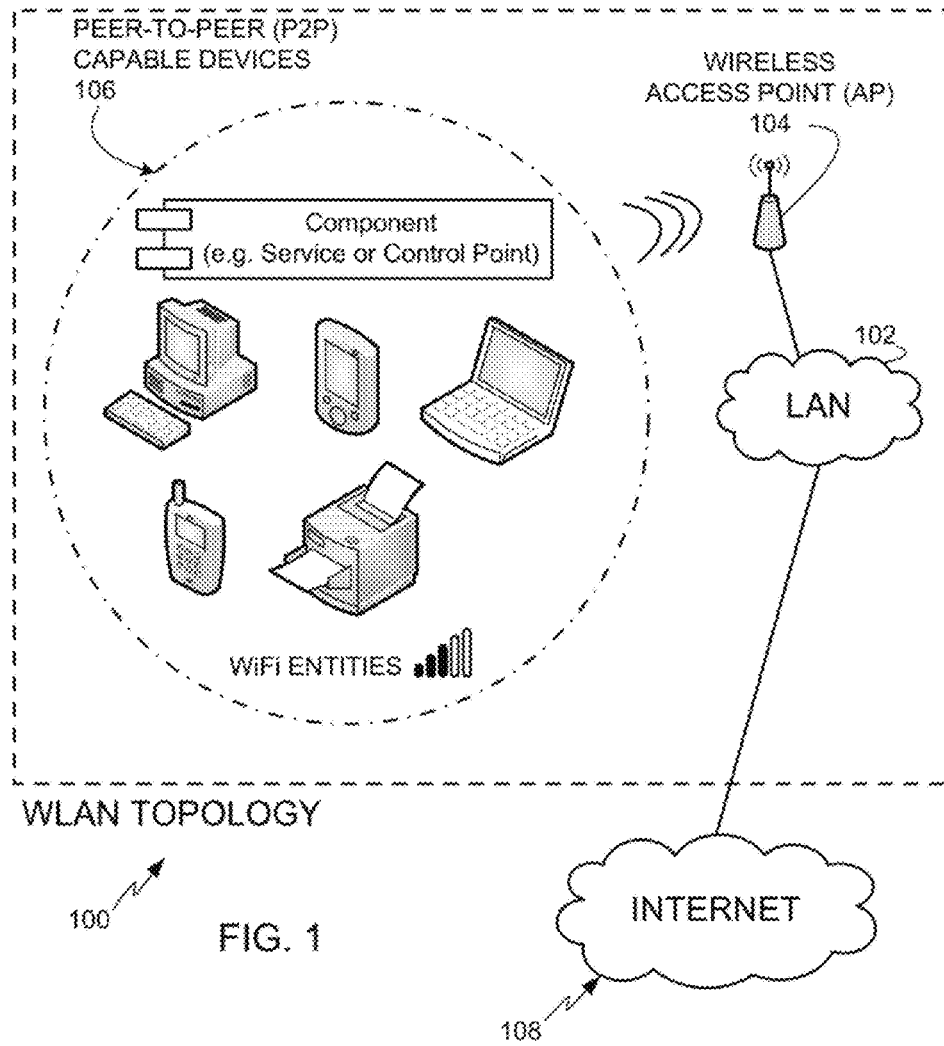 PEER-TO-PEER (P2P)
CAPABLE DEVICES
106
WIRELESS
ACCESS POINT (AP)
104
Component
(e.g. Service or Control Point)
102
LAN
WiFi ENTITIES
WLAN TOPOLOGY
100
FIG. 1
INTERNET
108